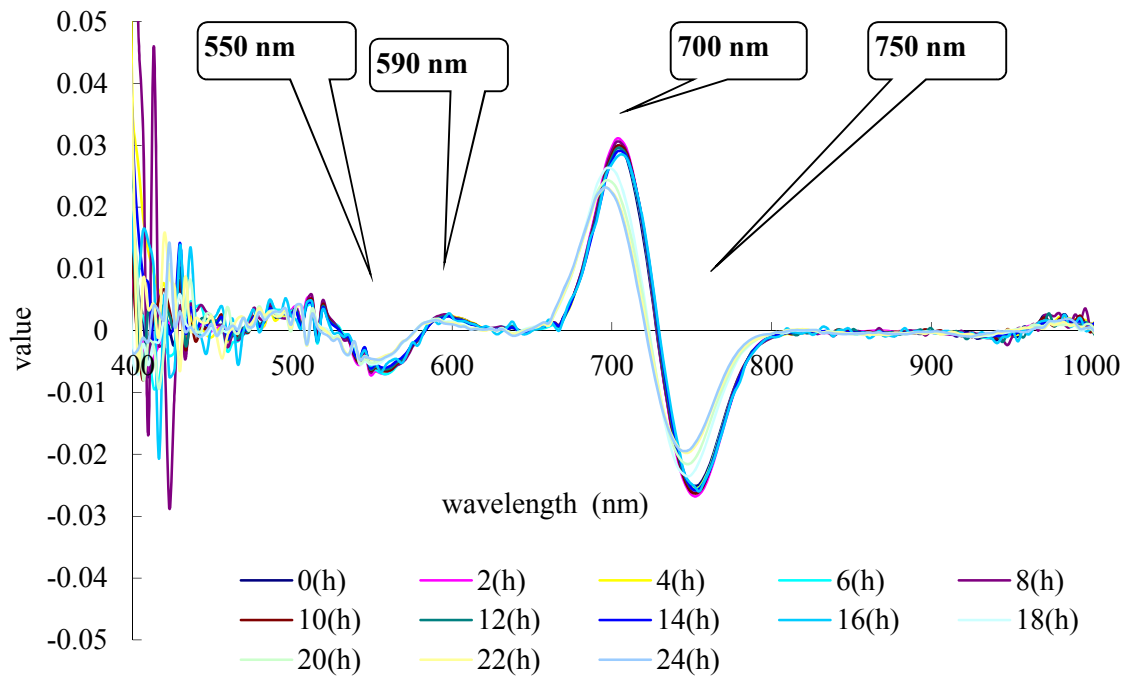 550 nm
590 nm
700 nm
750 nm
0.05
0.04
0.03
0.02
0.01
0
-0.01
-0.02
-0.03
-0.04
-0.05
value
400 500 600 700 800 900 1000
wavelength (nm)
0(h) 2(h) 4(h) 6(h) 8(h)
10(h) 12(h) 14(h) 16(h) 18(h)
20(h) 22(h) 24(h)